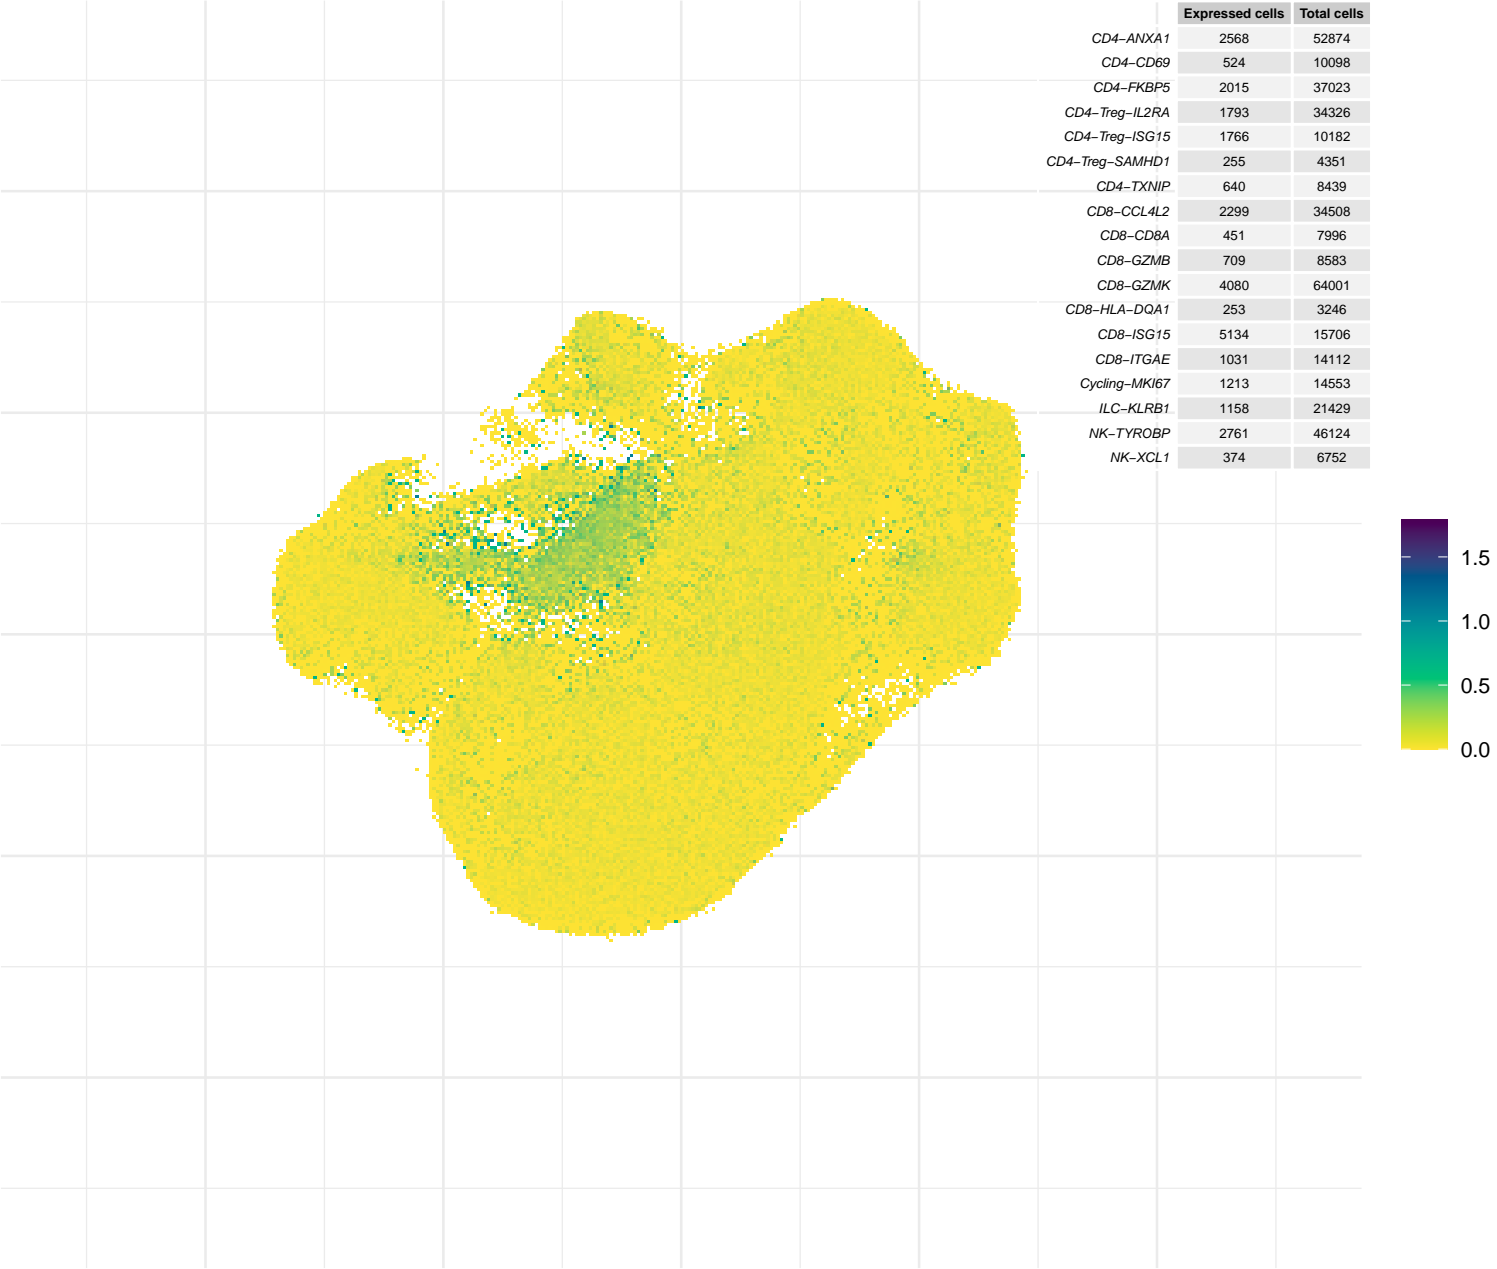 Expressed cells Total cells
CD4−ANXA1 2568 52874
CD4−CD69 524 10098
CD4−FKBP5 2015 37023
CD4−Treg−IL2RA 1793 34326
CD4−Treg−ISG15 1766 10182
CD4−Treg−SAMHD1 255 4351
CD4−TXNIP 640 8439
CD8−CCL4L2 2299 34508
CD8−CD8A 451 7996
CD8−GZMB 709 8583
CD8−GZMK 4080 64001
CD8−HLA−DQA1 253 3246
CD8−ISG15 5134 15706
CD8−ITGAE 1031 14112
Cycling−MKI67 1213 14553
ILC−KLRB1 1158 21429
NK−TYROBP 2761 46124
NK−XCL1 374 6752
1.5
1.0
0.5
0.0